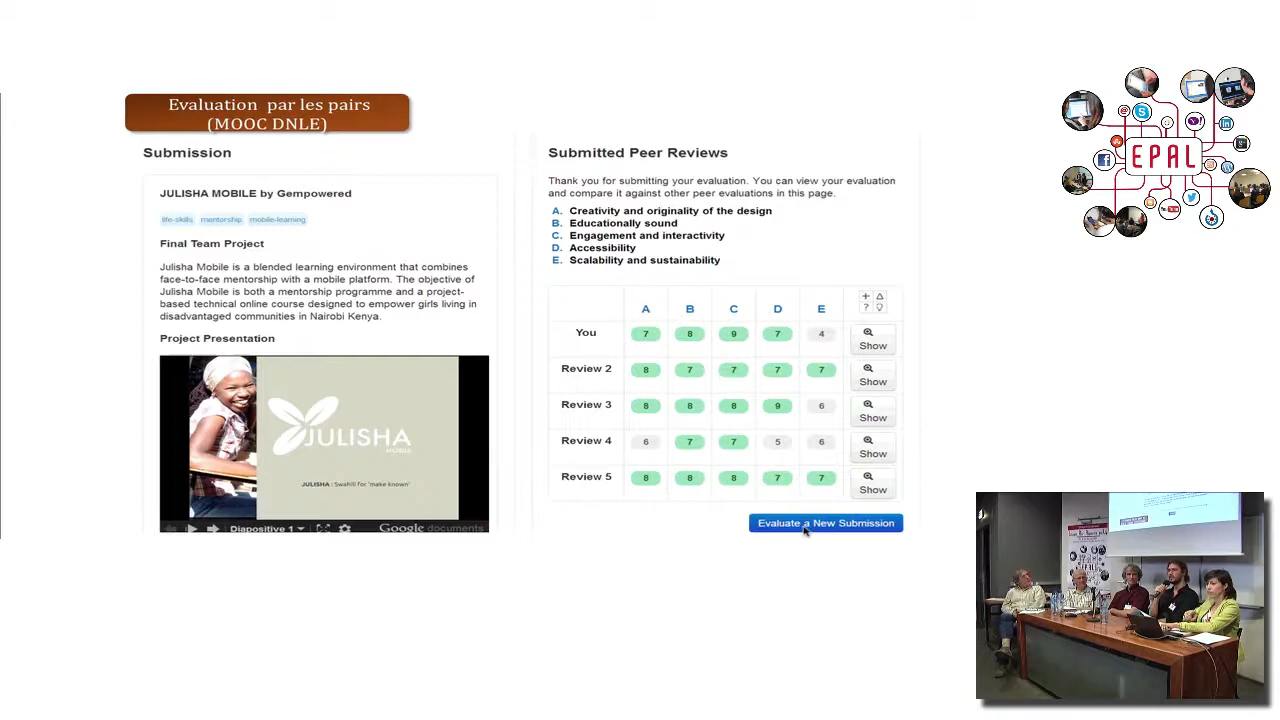 Evaluation par les pairs
(MOOC DNLE)
EPAL
Submission
JULISHA MOBILE by Gempowered
life-skills mentorship mobile-learning
Final Team Project
Julisha Mobile is a blended learning environment that combines
face-to-face mentorship with a mobile platform. The objective of
Julisha Mobile is both a mentorship programme and a project-
based technical online course designed to empower girls living in
disadvantaged communities in Nairobi Kenya.
Project Presentation
JULISHA
MOBILE
JULISHA : Swahili for 'make known'
Diapositive 1
Google documents
Submitted Peer Reviews
Thank you for submitting your evaluation. You can view your evaluation
and compare it against other peer evaluations in this page.
A. Creativity and originality of the design
B. Educationally sound
C. Engagement and interactivity
D. Accessibility
E. Scalability and sustainability
A B C D E
You 7 8 9 7 4 Show
Review 2 8 7 7 7 7 Show
Review 3 8 8 8 9 6 Show
Review 4 6 7 7 5 6 Show
Review 5 8 8 8 7 7 Show
Evaluate a New Submission